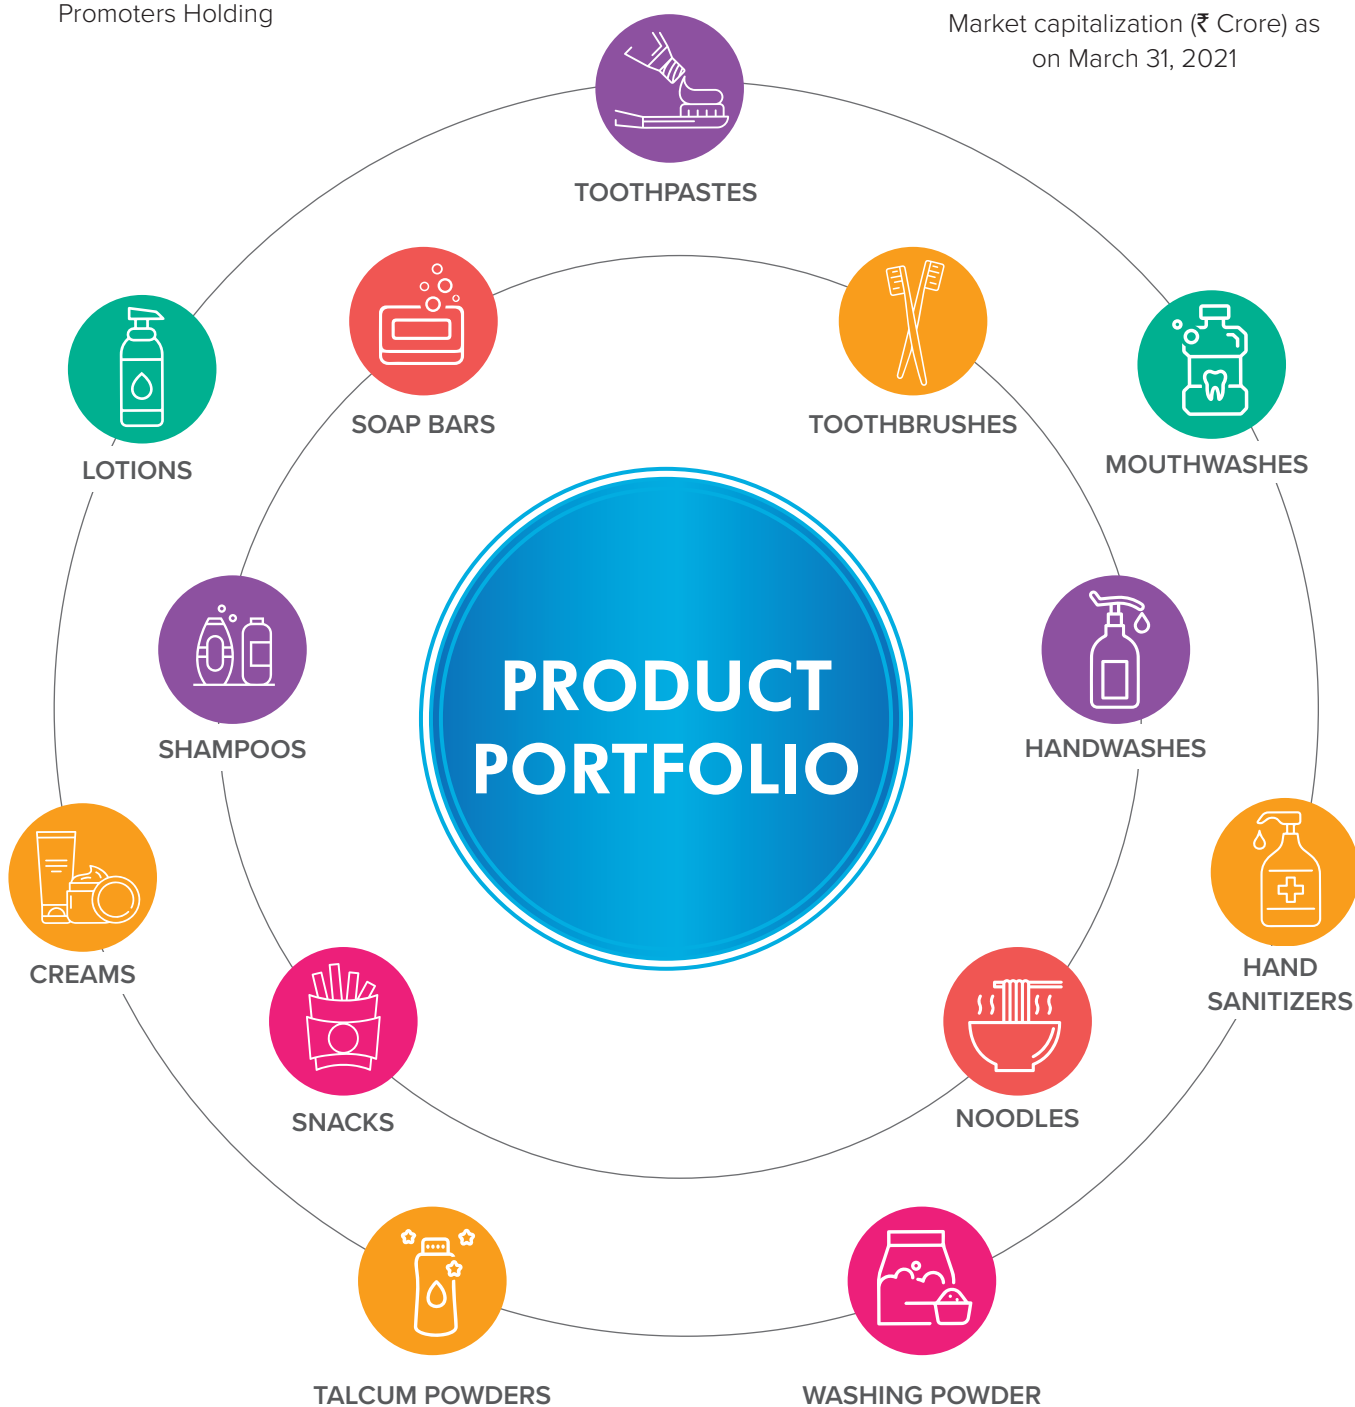 Promoters Holding
Market capitalization (₹ Crore) as
on March 31, 2021
TOOTHPASTES
SOAP BARS
TOOTHBRUSHES
LOTIONS
MOUTHWASHES
PRODUCT
PORTFOLIO
SHAMPOOS
HANDWASHES
CREAMS
HAND
SANITIZERS
SNACKS
NOODLES
TALCUM POWDERS
WASHING POWDER